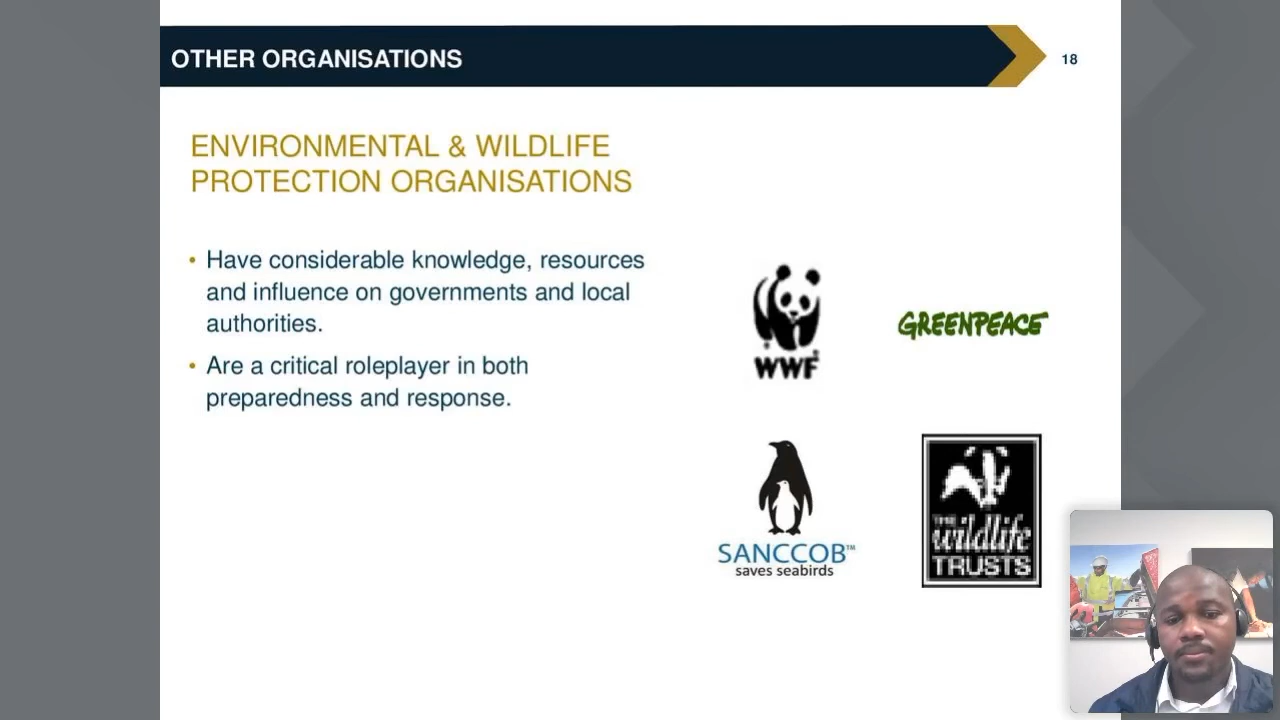 OTHER ORGANISATIONS
18
ENVIRONMENTAL & WILDLIFE
PROTECTION ORGANISATIONS
• Have considerable knowledge, resources
and influence on governments and local
authorities.
• Are a critical roleplayer in both
preparedness and response.
WWF
GREENPEACE
SANCCOB™
saves seabirds
THE
wildlife
TRUSTS